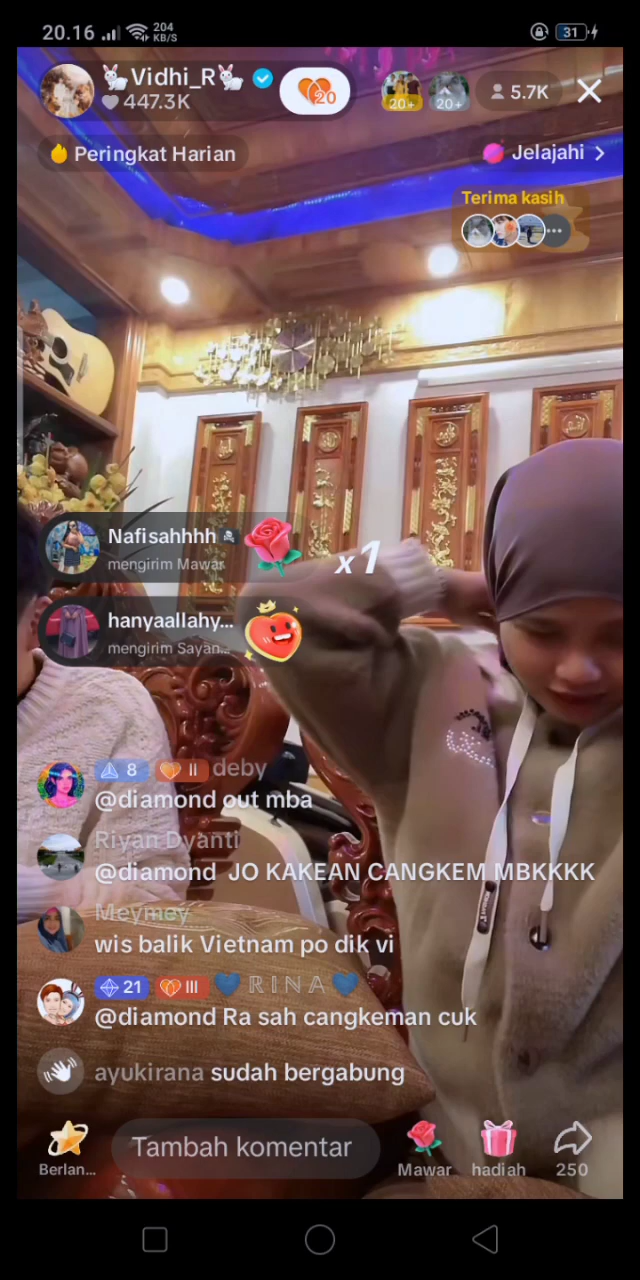 20.16
204
KB/S
31
Vidhi_R
447.3K
20
20+
20+
5.7K
Peringkat Harian
Jelajahi
Terima kasih
Nafisahhhh
mengirim Mawar
x1
hanyaallahy...
mengirim Sayan...
8
II
deby
@diamond out mba
Riyan Dyanti
@diamond JO KAKEAN CANGKEM MBKKKK
Meymey
wis balik Vietnam po dik vi
21
III
ℝ𝕀ℕ𝔸
@diamond Ra sah cangkeman cuk
ayukirana sudah bergabung
Berlan...
Tambah komentar
Mawar
hadiah
250